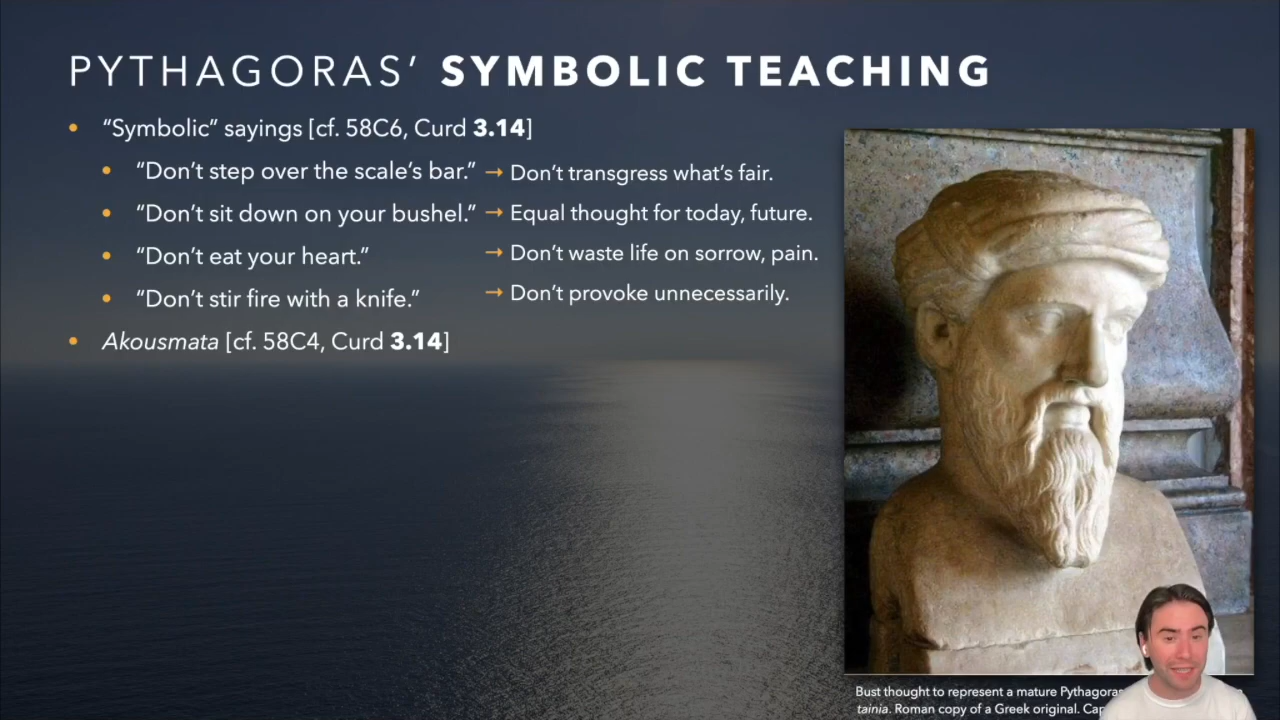 PYTHAGORAS’ SYMBOLIC TEACHING
• “Symbolic” sayings [cf. 58C6, Curd 3.14]
• “Don’t step over the scale’s bar.” → Don’t transgress what’s fair.
• “Don’t sit down on your bushel.” → Equal thought for today, future.
• “Don’t eat your heart.” → Don’t waste life on sorrow, pain.
• “Don’t stir fire with a knife.” → Don’t provoke unnecessarily.
• Akousmata [cf. 58C4, Curd 3.14]
Bust thought to represent a mature Pythagoras
tainia. Roman copy of a Greek original.